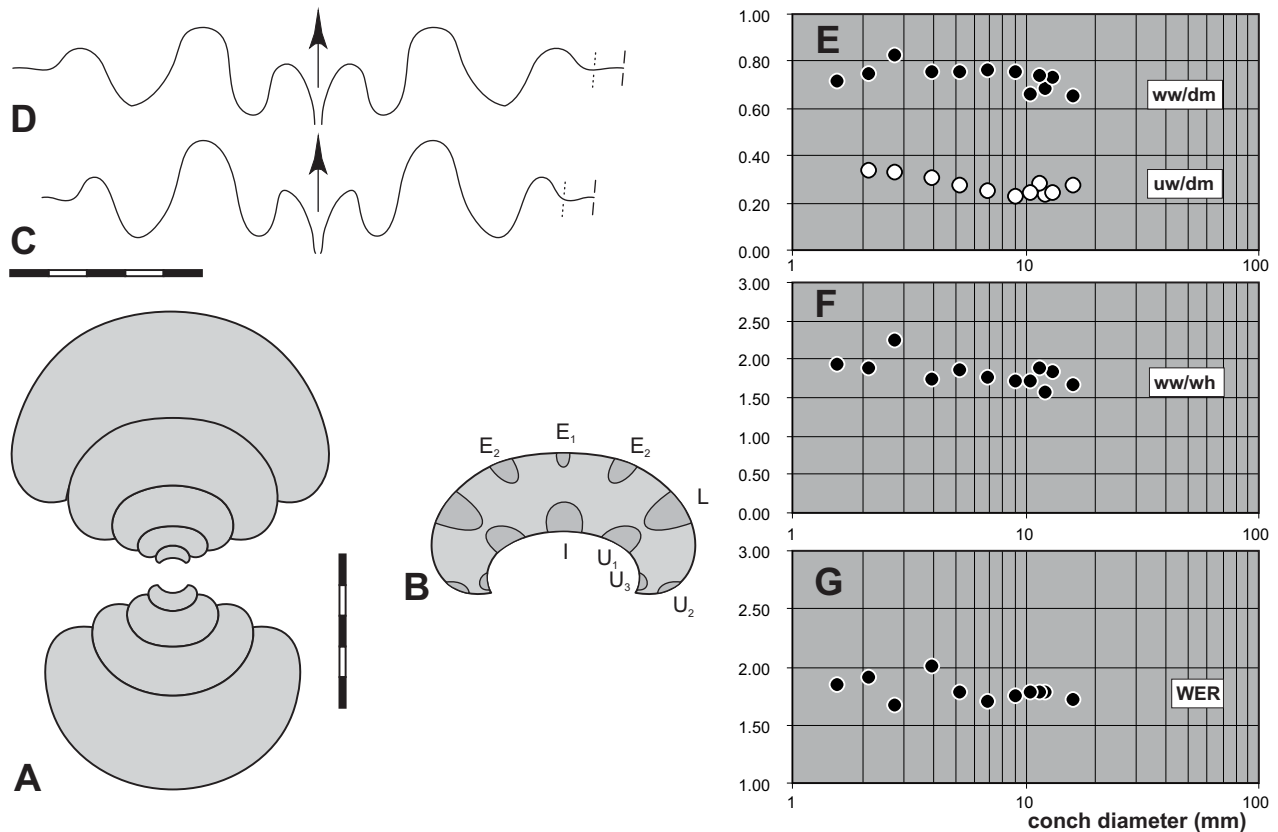 D
C
A
B
E₂
E₁
E₂
L
I
U₁
U₃
U₂
E
1.00
0.80
0.60
0.40
0.20
0.00
ww/dm
uw/dm
1 10 100
F
3.00
2.50
2.00
1.50
1.00
0.50
0.00
ww/wh
1 10 100
G
3.00
2.50
2.00
1.50
1.00
WER
1 10 100
conch diameter (mm)